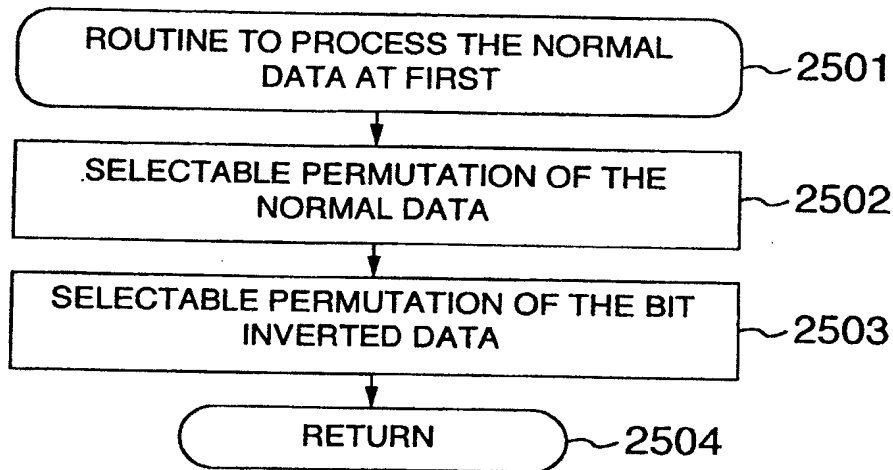 ROUTINE TO PROCESS THE NORMAL
DATA AT FIRST
2501
SELECTABLE PERMUTATION OF THE
NORMAL DATA
2502
SELECTABLE PERMUTATION OF THE BIT
INVERTED DATA
2503
RETURN
2504